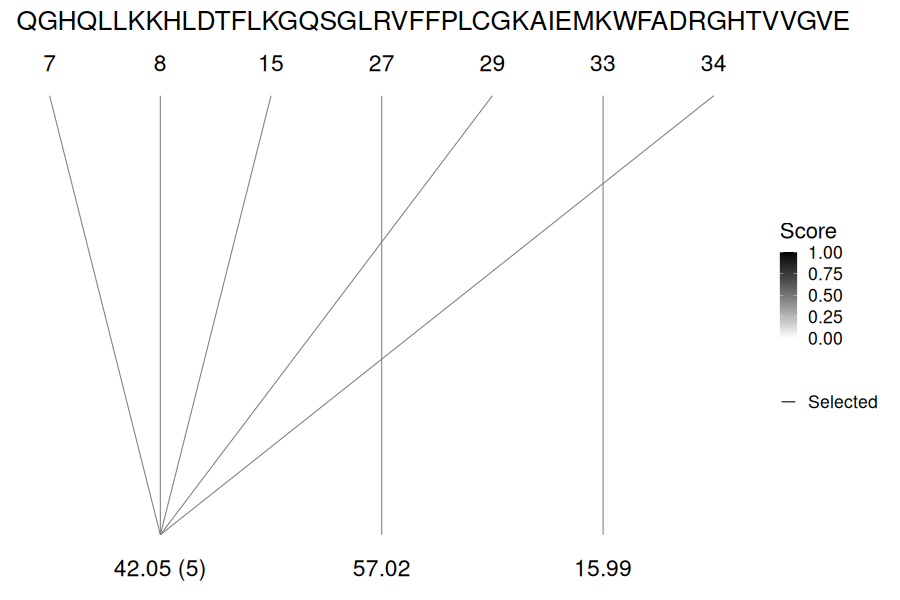 QGHQLLKKHLDTFLKGQSGLRVFFPLCGKAIEMKWFADRGHTVVGVE
7 8 15 27 29 33 34
Score
1.00
0.75
0.50
0.25
0.00
Selected
42.05 (5) 57.02 15.99